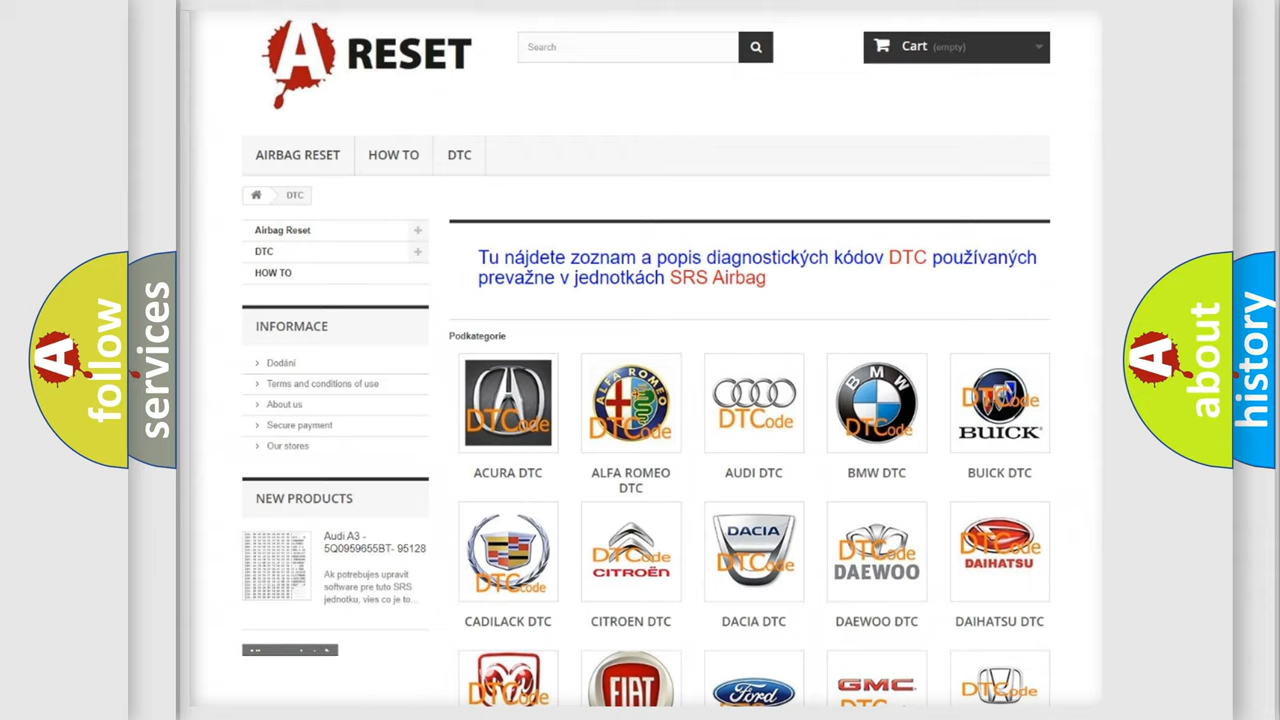 A RESET
Search
Cart (empty)
AIRBAG RESET
HOW TO
DTC
DTC
Airbag Reset
DTC
HOW TO
Tu nájdete zoznam a popis diagnostických kódov DTC používaných
prevažne v jednotkách SRS Airbag
INFORMACE
Dodání
Terms and conditions of use
About us
Secure payment
Our stores
NEW PRODUCTS
Audi A3 -
5Q0959655BT- 95128
Ak potrebujes upravit
software pre tuto SRS
jednotku, vies co je to...
Podkategorie
DTCode
ALFA ROMEO
DTCode
DTCode
BMW
DTCode
DTCode
BUICK
ACURA DTC
ALFA ROMEO
DTC
AUDI DTC
BMW DTC
BUICK DTC
DTCode
DTCode
CITROËN
DACIA
DTCode
DTCode
DAEWOO
DTCode
DAIHATSU
CADILACK DTC
CITROEN DTC
DACIA DTC
DAEWOO DTC
DAIHATSU DTC
DTCode
FIAT
Ford
GMC
DTCode
A follow
services
A about
history